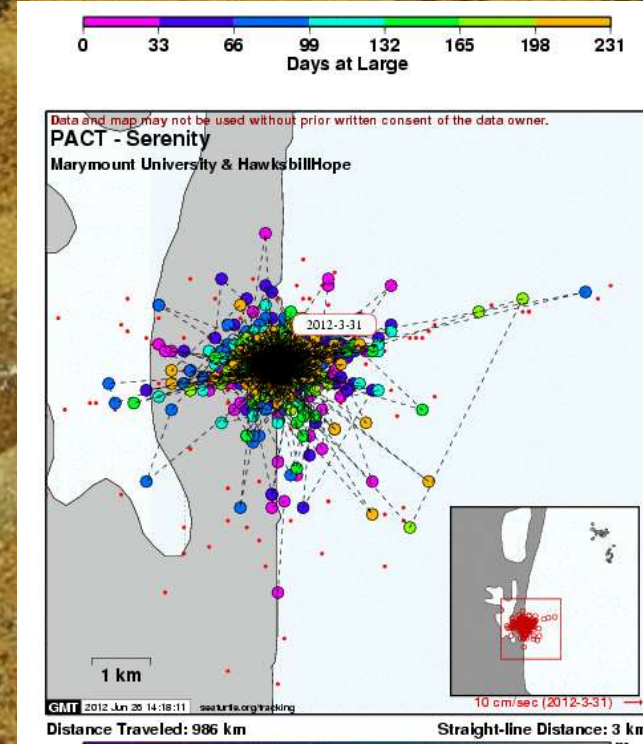 0 33 66 99 132 165 198 231
Days at Large
Data and map may not be used without prior written consent of the data owner.
PACT - Serenity
Marymount University & HawksbillHope
2012-3-31
1 km
GMT 2012 Jun 26 14:18:11 seaturtle.org/tracking
10 cm/sec (2012-3-31)
Distance Traveled: 986 km Straight-line Distance: 3 km